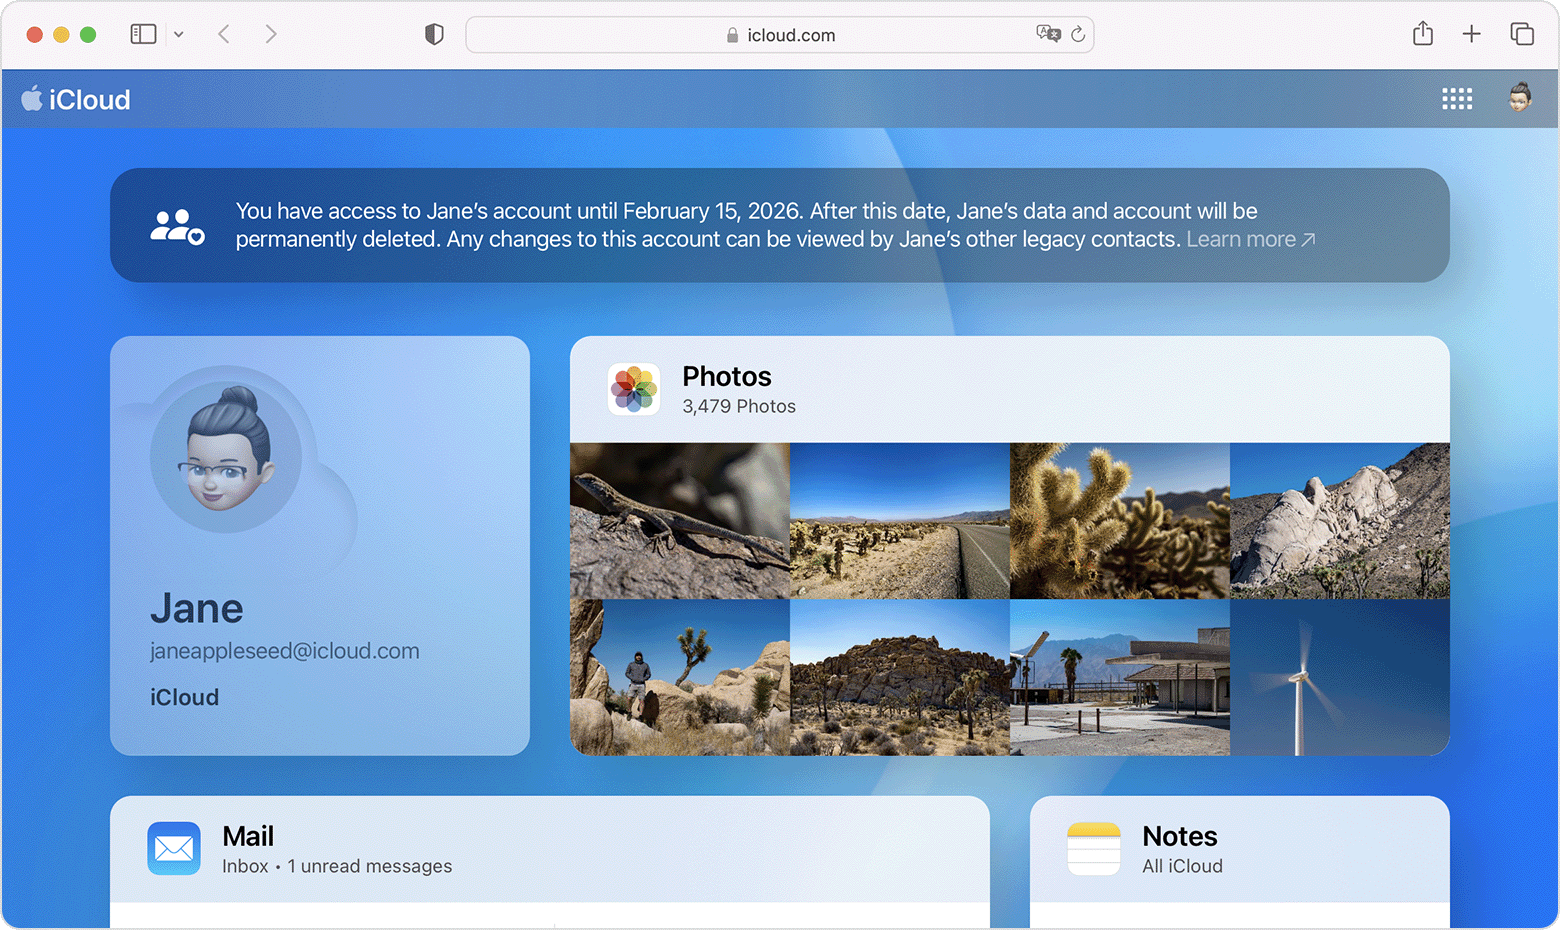 icloud.com
iCloud
You have access to Jane’s account until February 15, 2026. After this date, Jane’s data and account will be
permanently deleted. Any changes to this account can be viewed by Jane’s other legacy contacts. Learn more
Photos
3,479 Photos
Jane
janeappleseed@icloud.com
iCloud
Mail
Inbox • 1 unread messages
Notes
All iCloud